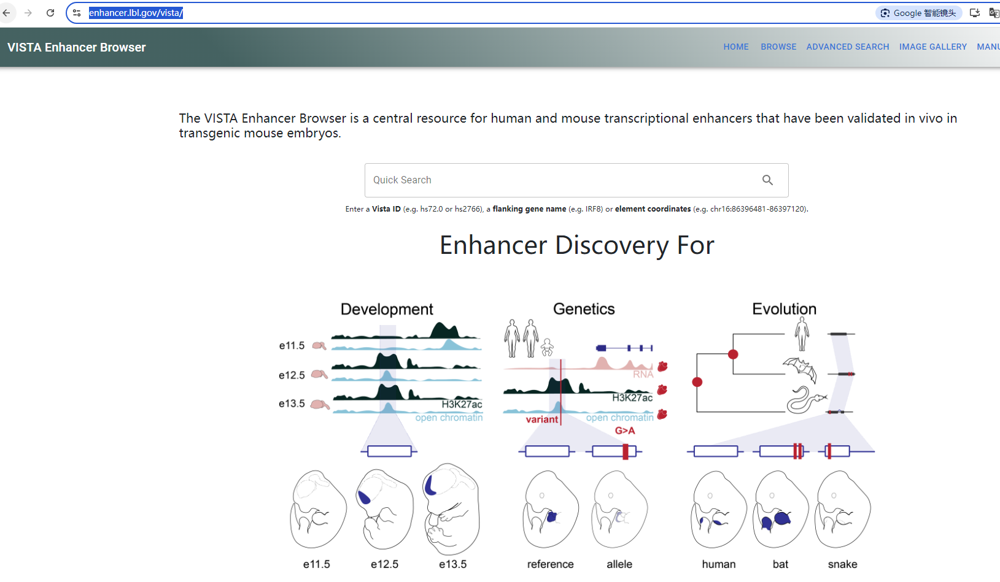 enhancer.lbl.gov/vista/
Google 智能镜头
VISTA Enhancer Browser
HOME BROWSE ADVANCED SEARCH IMAGE GALLERY MANU
The VISTA Enhancer Browser is a central resource for human and mouse transcriptional enhancers that have been validated in vivo in
transgenic mouse embryos.
Quick Search
Enter a Vista ID (e.g. hs72.0 or hs2766), a flanking gene name (e.g. IRF8) or element coordinates (e.g. chr16:86396481-86397120).
Enhancer Discovery For
Development
e11.5
e12.5
e13.5
H3K27ac
open chromatin
e11.5 e12.5 e13.5
Genetics
RNA
H3K27ac
open chromatin
variant
G>A
reference allele
Evolution
human bat snake